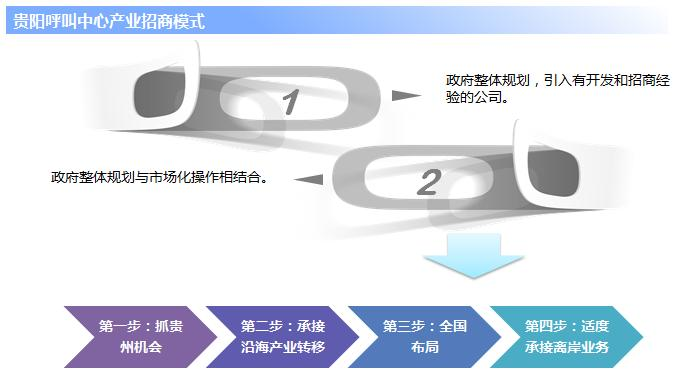 贵阳呼叫中心产业招商模式
1
政府整体规划，引入有开发和招商经
验的公司。
政府整体规划与市场化操作相结合。
2
第一步：抓贵
州机会
第二步：承接
沿海产业转移
第三步：全国
布局
第四步：适度
承接离岸业务